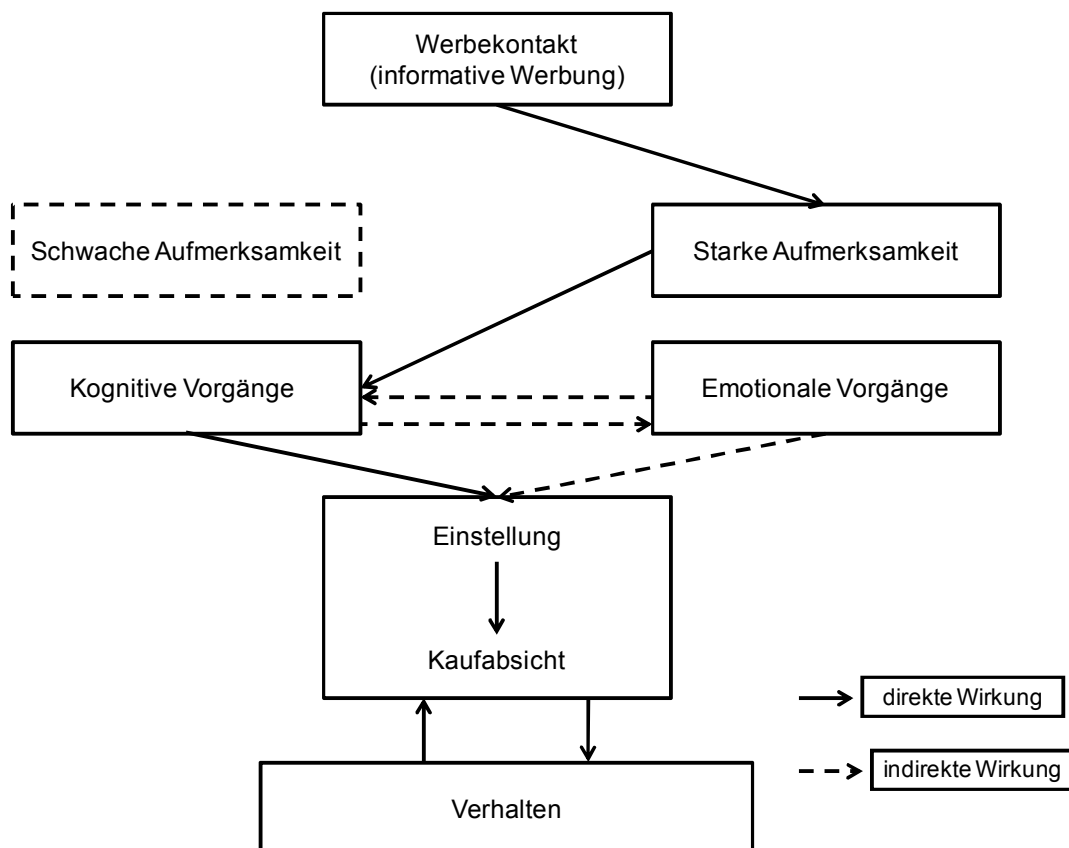 Werbekontakt
(informative Werbung)
Schwache Aufmerksamkeit
Starke Aufmerksamkeit
Kognitive Vorgänge
Emotionale Vorgänge
Einstellung
Kaufabsicht
direkte Wirkung
indirekte Wirkung
Verhalten